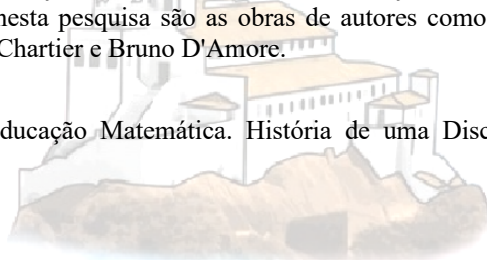 nesta pesquisa são as obras de autores como
Chartier e Bruno D'Amore.
ducação Matemática. História de uma Disc